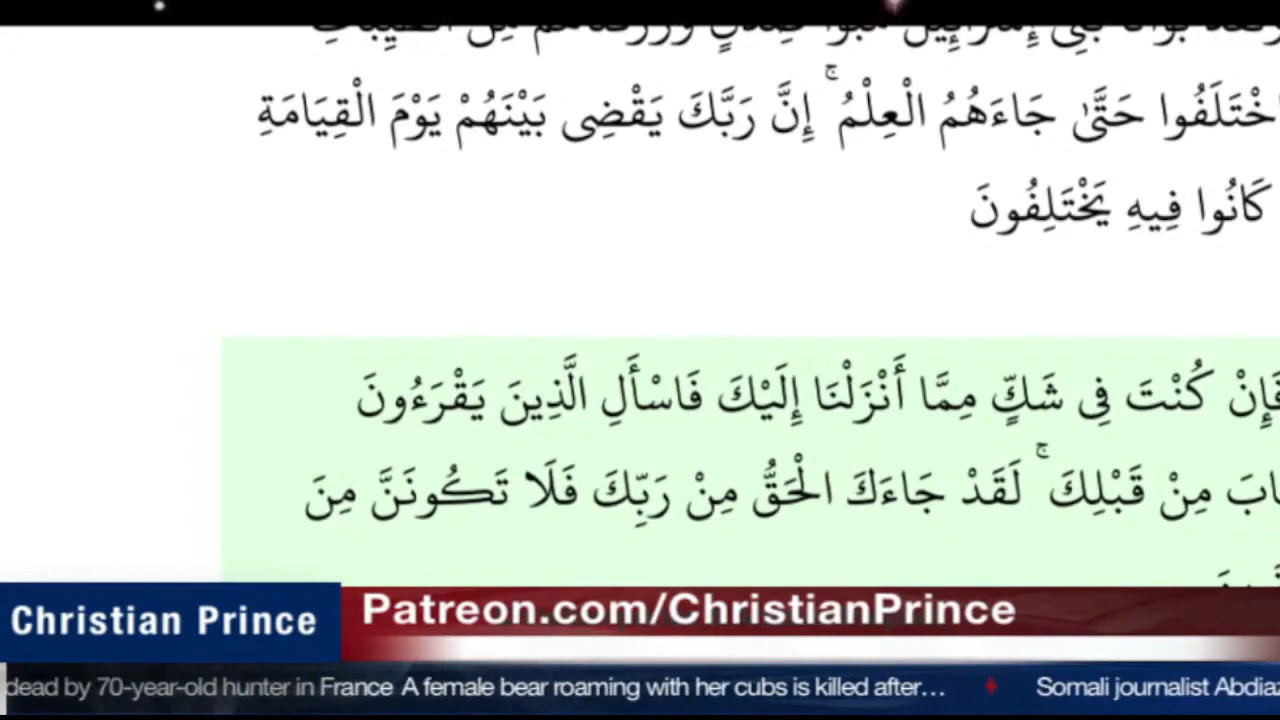 خْتَلَفُوا حَتَّىٰ جَاءَهُمُ الْعِلْمُ ۚ إِنَّ رَبَّكَ يَقْضِى بَيْنَهُمْ يَوْمَ الْقِيَامَةِ
كَانُوا فِيهِ يَخْتَلِفُونَ
فَإِنْ كُنْتَ فِى شَكٍّ مِمَّا أَنْزَلْنَا إِلَيْكَ فَاسْأَلِ الَّذِينَ يَقْرَءُونَ
ابَ مِنْ قَبْلِكَ ۚ لَقَدْ جَاءَكَ الْحَقُّ مِنْ رَبِّكَ فَلَا تَكُونَنَّ مِنَ
Christian Prince
Patreon.com/ChristianPrince
dead by 70-year-old hunter in France A female bear roaming with her cubs is killed after… ♦ Somali journalist Abdiaz